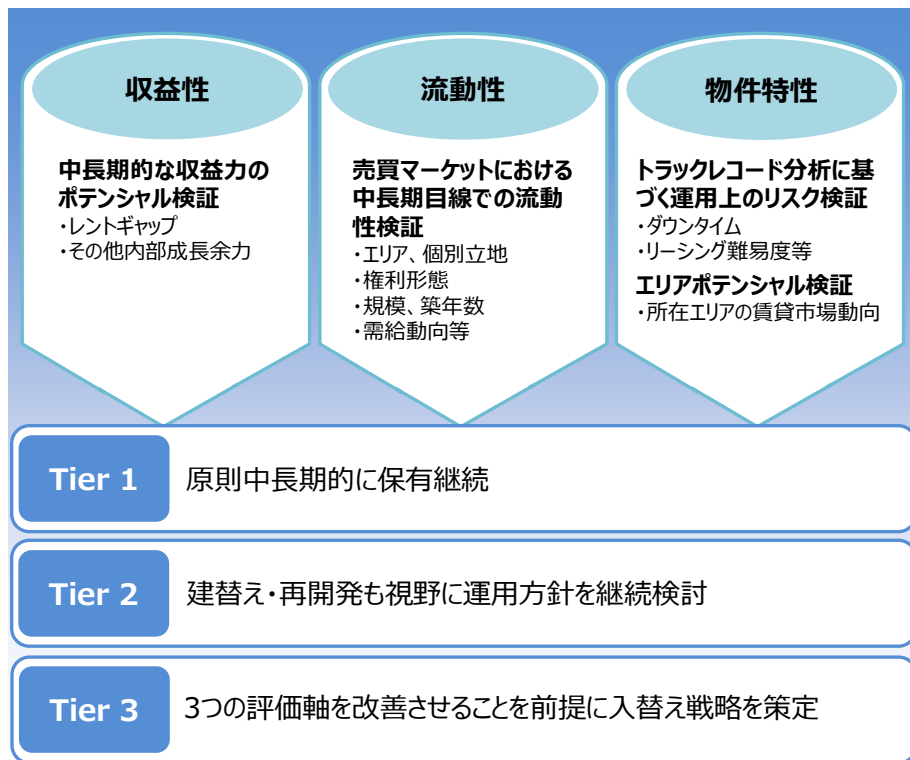 収益性
中長期的な収益力の
ポテンシャル検証
・レントギャップ
・その他内部成長余力
流動性
売買マーケットにおける
中長期目線での流動
性検証
・エリア、個別立地
・権利形態
・規模、築年数
・需給動向等
物件特性
トラックレコード分析に基
づく運用上のリスク検証
・ダウンタイム
・リーシング難易度等
エリアポテンシャル検証
・所在エリアの賃貸市場動向
Tier 1
原則中長期的に保有継続
Tier 2
建替え・再開発も視野に運用方針を継続検討
Tier 3
3つの評価軸を改善させることを前提に入替え戦略を策定